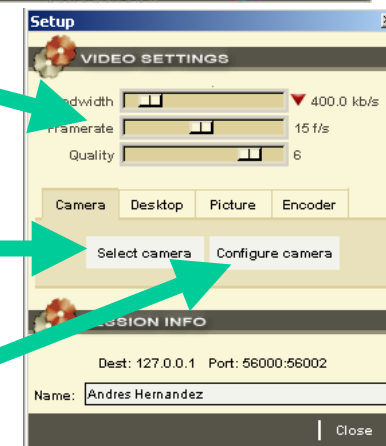 Setup
VIDEO SETTINGS
400.0 kb/s
Framerate 15 f/s
Quality 6
Camera Desktop Picture Encoder
Select camera Configure camera
INFO
Dest: 127.0.0.1 Port: 56000:56002
Name: Andres Hernandez
Close